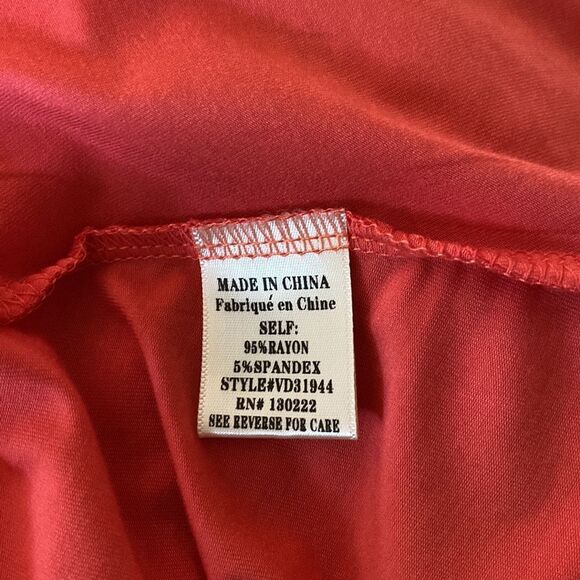 MADE IN CHINA
Fabriqué en Chine
SELF:
95%RAYON
5%SPANDEX
STYLE#VD31944
RN# 130222
SEE REVERSE FOR CARE